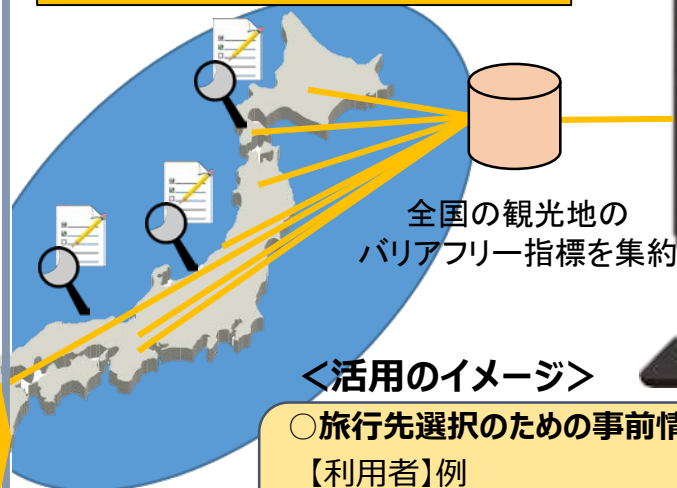 全国の観光地の
バリアフリー指標を集約
<活用のイメージ>
○旅行先選択のための事前情
【利用者】例